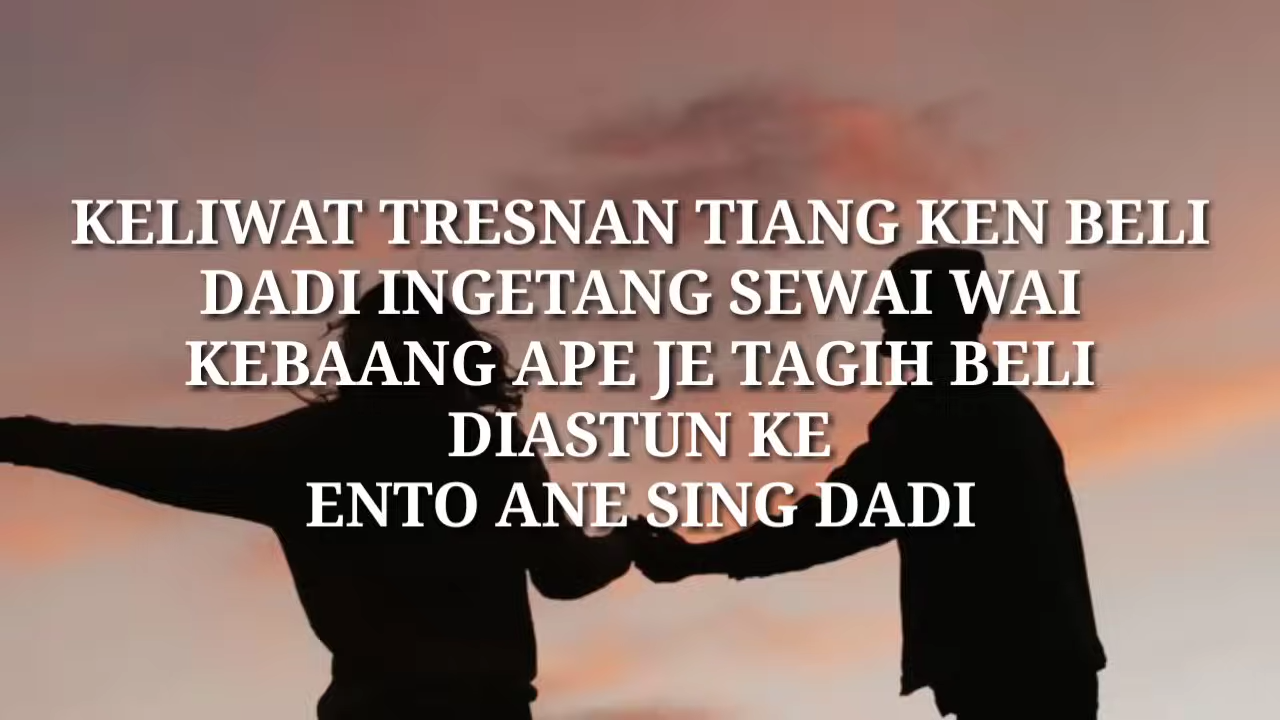 KELIWAT TRESNAN TIANG KEN BELI
DADI INGETANG SEWAI WAI
KEBAANG APE JE TAGIH BELI
DIASTUN KE
ENTO ANE SING DADI